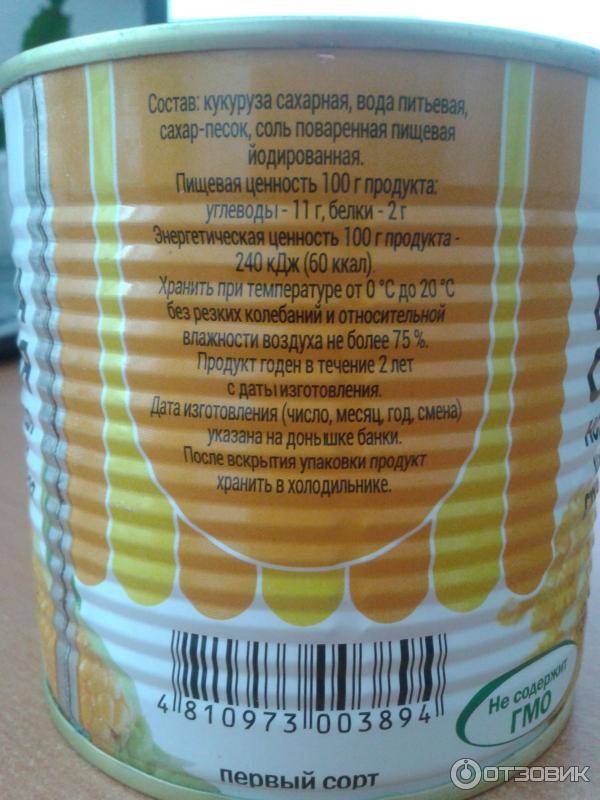 Состав: кукуруза сахарная, вода питьевая,
сахар-песок, соль поваренная пищевая
йодированная.
Пищевая ценность 100 г продукта:
углеводы - 11 г, белки - 2 г
Энергетическая ценность 100 г продукта -
240 кДж (60 ккал).
Хранить при температуре от 0 °C до 20 °C
без резких колебаний и относительной
влажности воздуха не более 75 %.
Продукт годен в течение 2 лет
с даты изготовления.
Дата изготовления (число, месяц, год, смена)
указана на донышке банки.
После вскрытия упаковки продукт
хранить в холодильнике.
4 810973 003894
Не содержит
ГМО
первый сорт
ОТЗОВИК